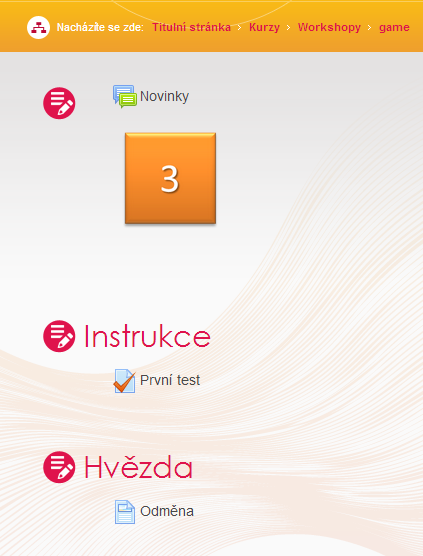 Nacházíte se zde: Titulní stránka Kurzy Workshopy game
Novinky
3
Instrukce
První test
Hvězda
Odměna